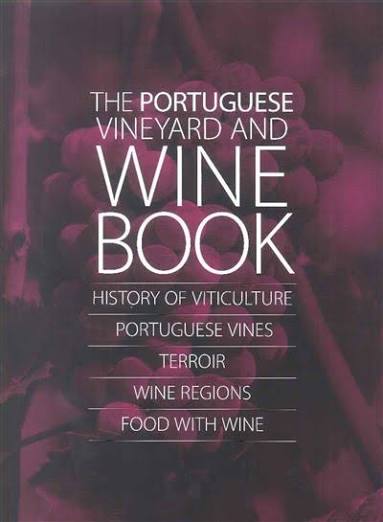 THE PORTUGUESE
VINEYARD AND
WINE
BOOK
HISTORY OF VITICULTURE
PORTUGUESE VINES
TERROIR
WINE REGIONS
FOOD WITH WINE